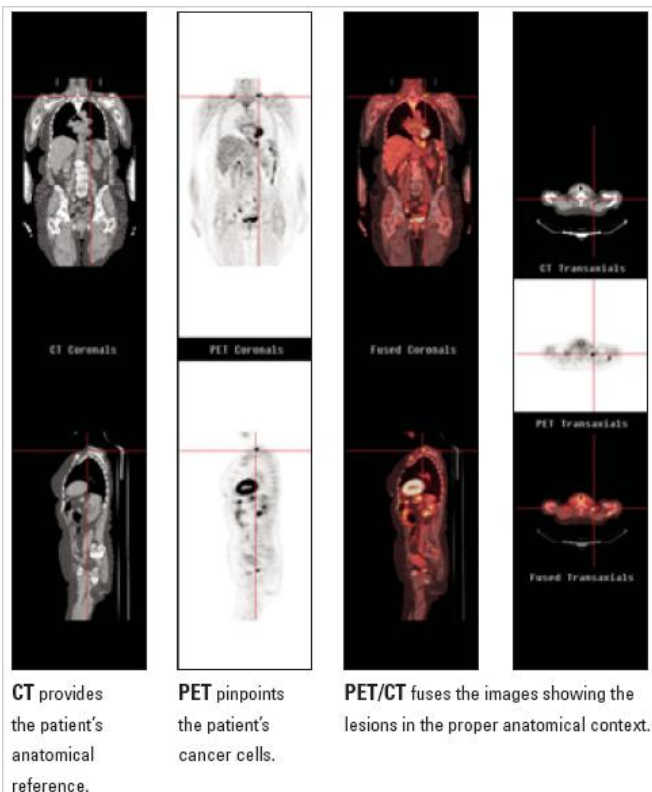 CT Coronals
PET Coronals
Fused Coronals
CT Transaxials
PET Transaxials
Fused Transaxials
CT provides
the patient's
anatomical
reference.
PET pinpoints
the patient's
cancer cells.
PET/CT fuses the images showing the
lesions in the proper anatomical context.